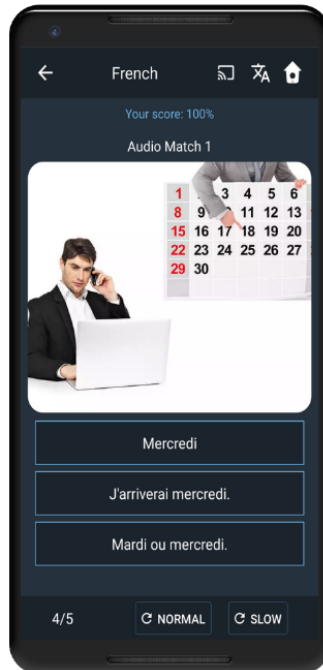 French
Your score: 100%
Audio Match 1
1 3 4 5 6
8 9 11 12 13
15 16 17 18 19 20
22 23 24 25 26 27
29 30
Mercredi
J'arriverai mercredi.
Mardi ou mercredi.
4/5 NORMAL SLOW